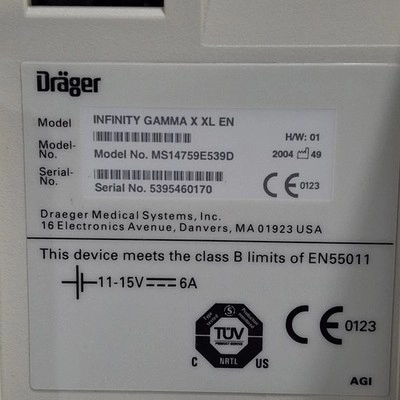 Dräger
Model INFINITY GAMMA X XL EN
H/W: 01
Model-No. Model No. MS14759E539D 2004 49
Serial-No. Serial No. 5395460170 CE 0123
Draeger Medical Systems, Inc.
16 Electronics Avenue, Danvers, MA 01923 USA
This device meets the class B limits of EN55011
11-15V 6A
TÜV
PRODUCT SERVICE
C NRTL US
CE 0123
AGI